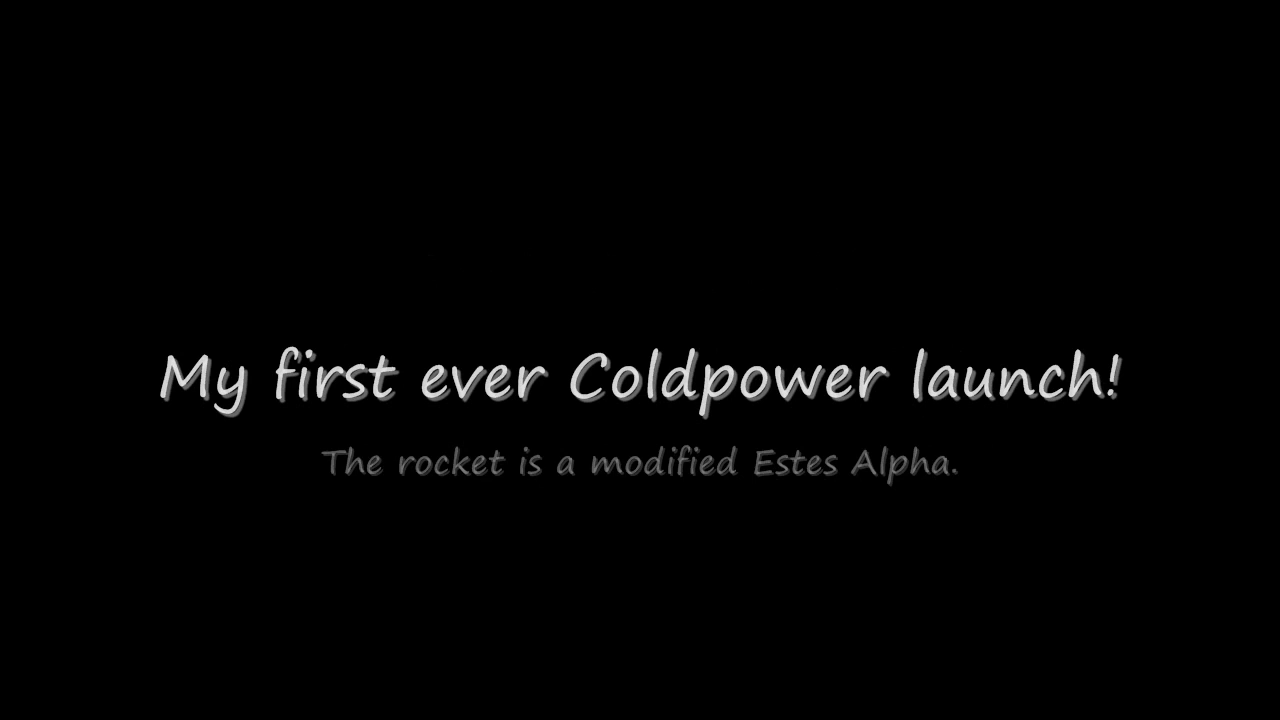 My first ever Coldpower launch!
The rocket is a modified Estes Alpha.